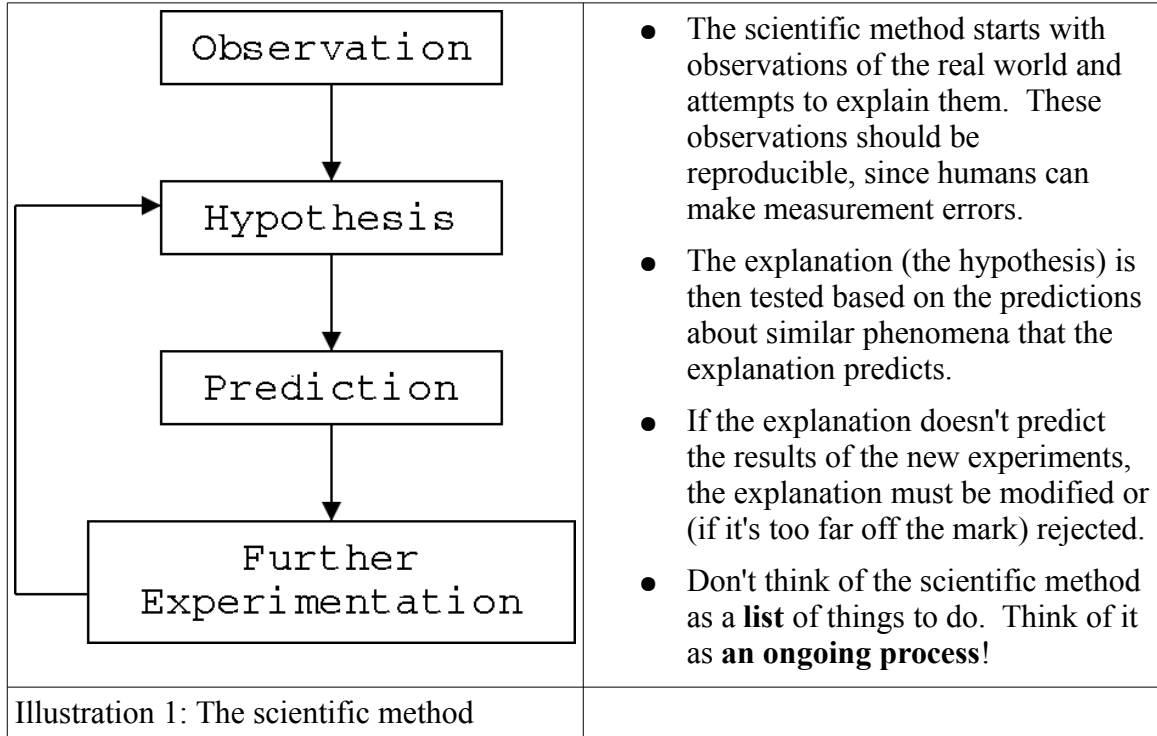 Observation
Hypothesis
Prediction
Further
Experimentation
● The scientific method starts with
observations of the real world and
attempts to explain them. These
observations should be
reproducible, since humans can
make measurement errors.
● The explanation (the hypothesis) is
then tested based on the predictions
about similar phenomena that the
explanation predicts.
● If the explanation doesn't predict
the results of the new experiments,
the explanation must be modified or
(if it's too far off the mark) rejected.
● Don't think of the scientific method
as a list of things to do. Think of it
as an ongoing process!
Illustration 1: The scientific method